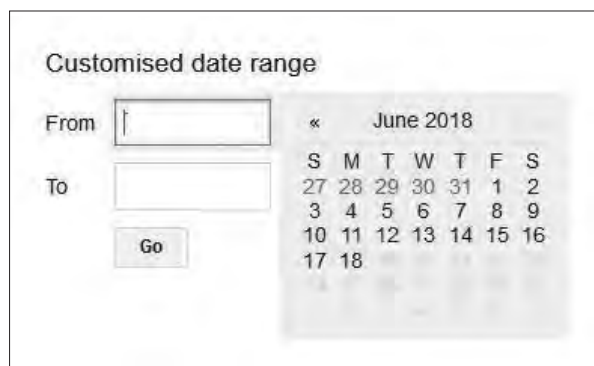 Customised date range
From
To
Go
« June 2018
S M T W T F S
27 28 29 30 31 1 2
3 4 5 6 7 8 9
10 11 12 13 14 15 16
17 18